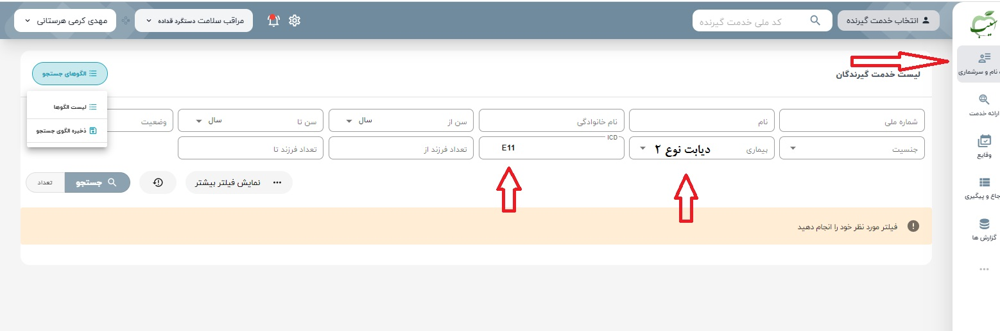 سیب
انتخاب خدمت گیرنده
کد ملی خدمت گیرنده
مراقب سلامت دستگرد قداده
مهدی کرمی هرستانی
نام و سرشماری
ارائه خدمت
وقایع
جاع و پیگیری
گزارش ها
لیست خدمت گیرندگان
الگوهای جستجو
لیست الگوها
ذخیره الگوی جستجو
شماره ملی
نام
نام خانوادگی
سن از سال
سن تا سال
وضعیت
جنسیت
بیماری دیابت نوع ۲
ICD
E11
تعداد فرزند از
تعداد فرزند تا
نمایش فیلتر بیشتر
جستجو
تعداد
فیلتر مورد نظر خود را انجام دهید